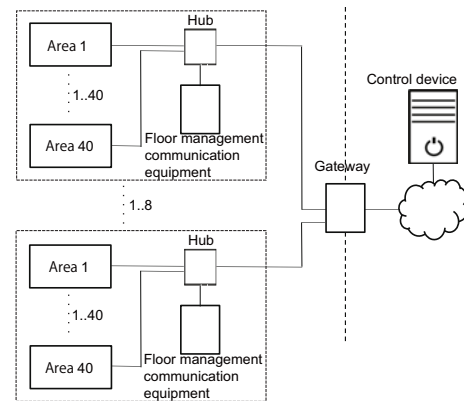 Hub
Area 1
1..40
Area 40
Floor management
communication
equipment
Control device
Gateway
1..8
Hub
Area 1
1..40
Area 40
Floor management
communication
equipment